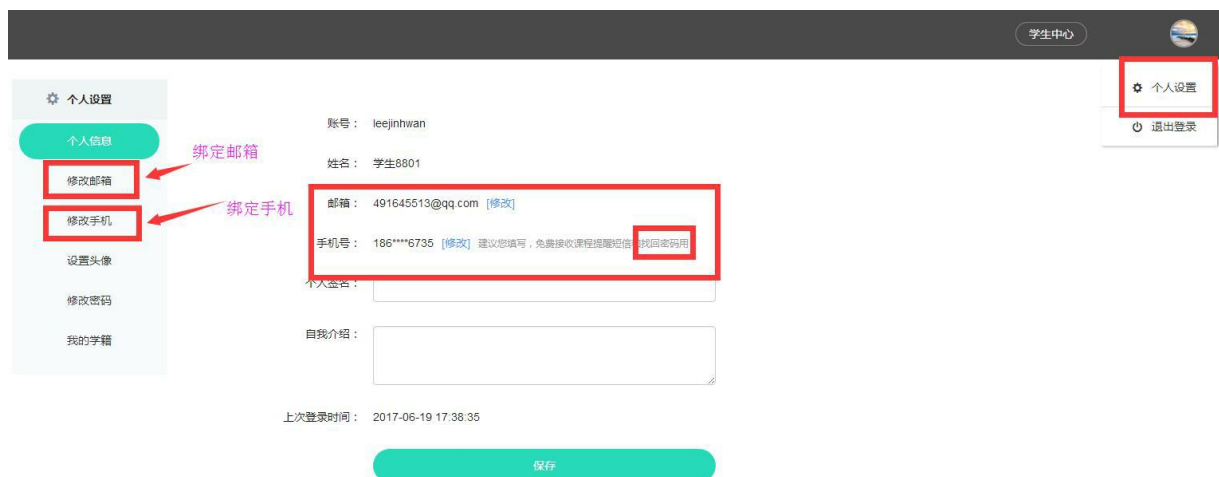 学生中心
个人设置
退出登录
个人设置
个人信息
修改邮箱
修改手机
设置头像
修改密码
我的学籍
绑定邮箱
绑定手机
账号： leejinhwan
姓名： 学生8801
邮箱： 491645513@qq.com [修改]
手机号： 186****6735 [修改] 建议您填写，免费接收课程提醒短信 找回密码用
个人签名：
自我介绍：
上次登录时间： 2017-06-19 17:38:35
保存